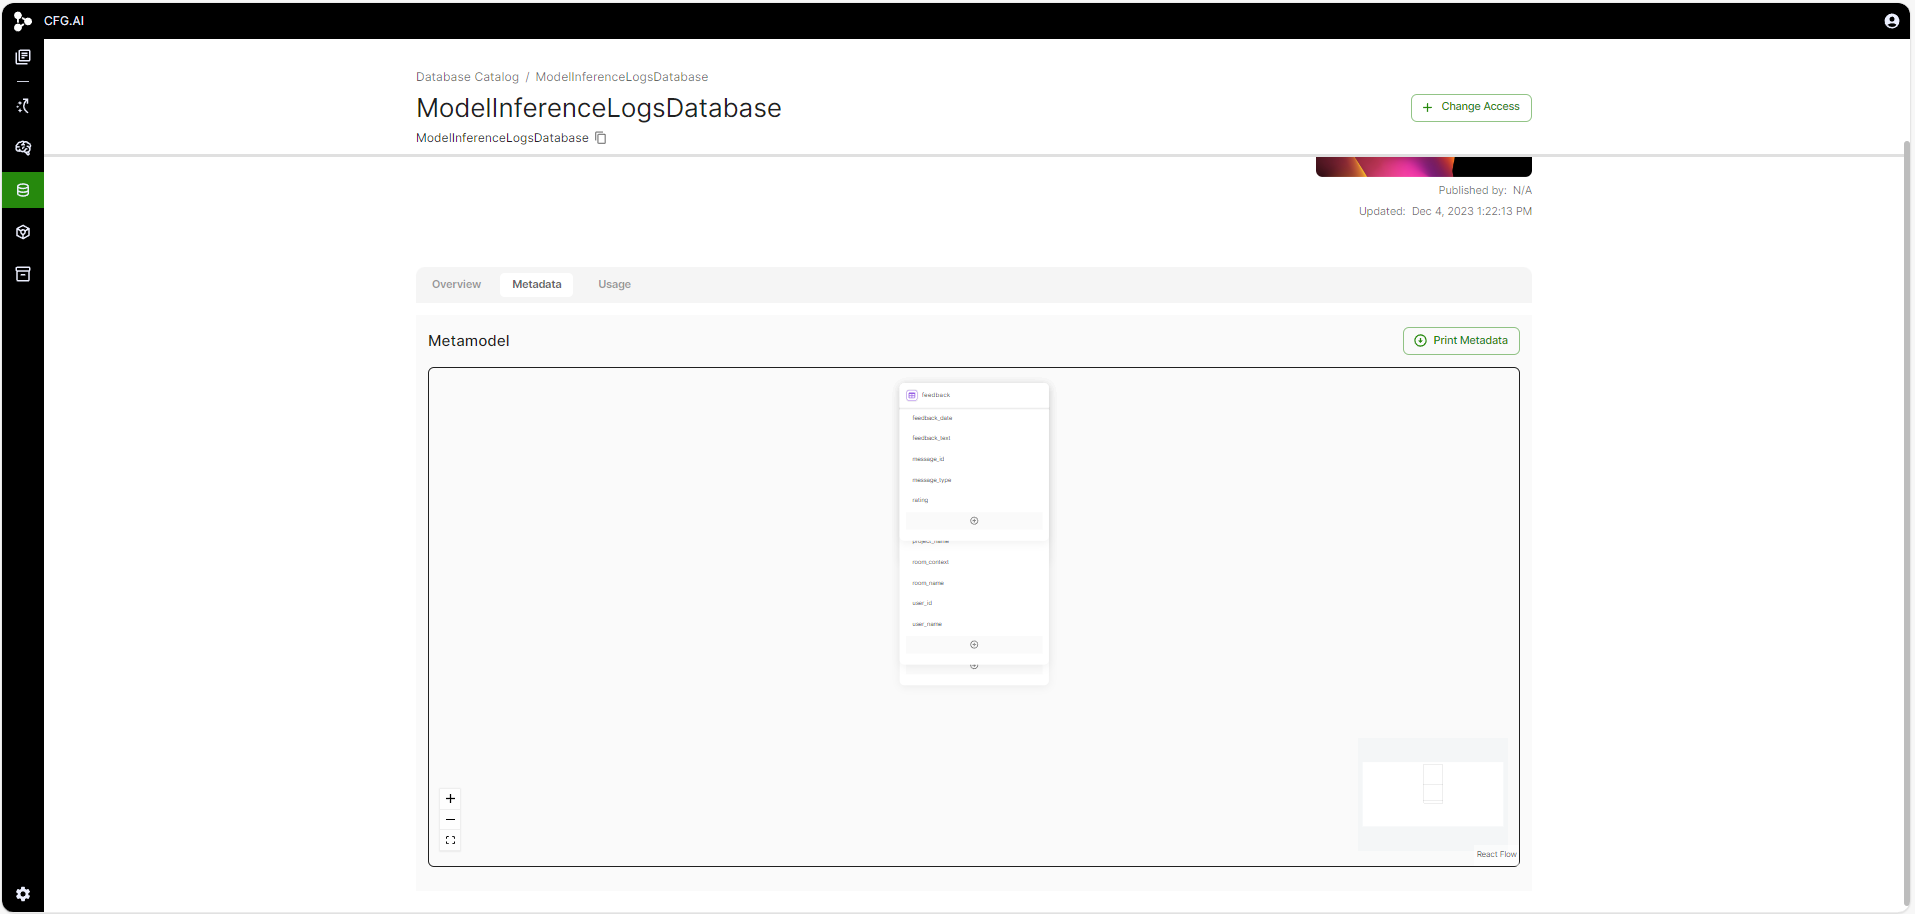 CFG.AI
Database Catalog / ModelInferenceLogsDatabase
ModelInferenceLogsDatabase
Change Access
ModelInferenceLogsDatabase
Published by: N/A
Updated: Dec 4, 2023 1:22:13 PM
Overview Metadata Usage
Metamodel
Print Metadata
feedback
feedback_date
feedback_text
message_id
message_type
rating
project_name
room_context
room_name
user_id
user_name
React Flow